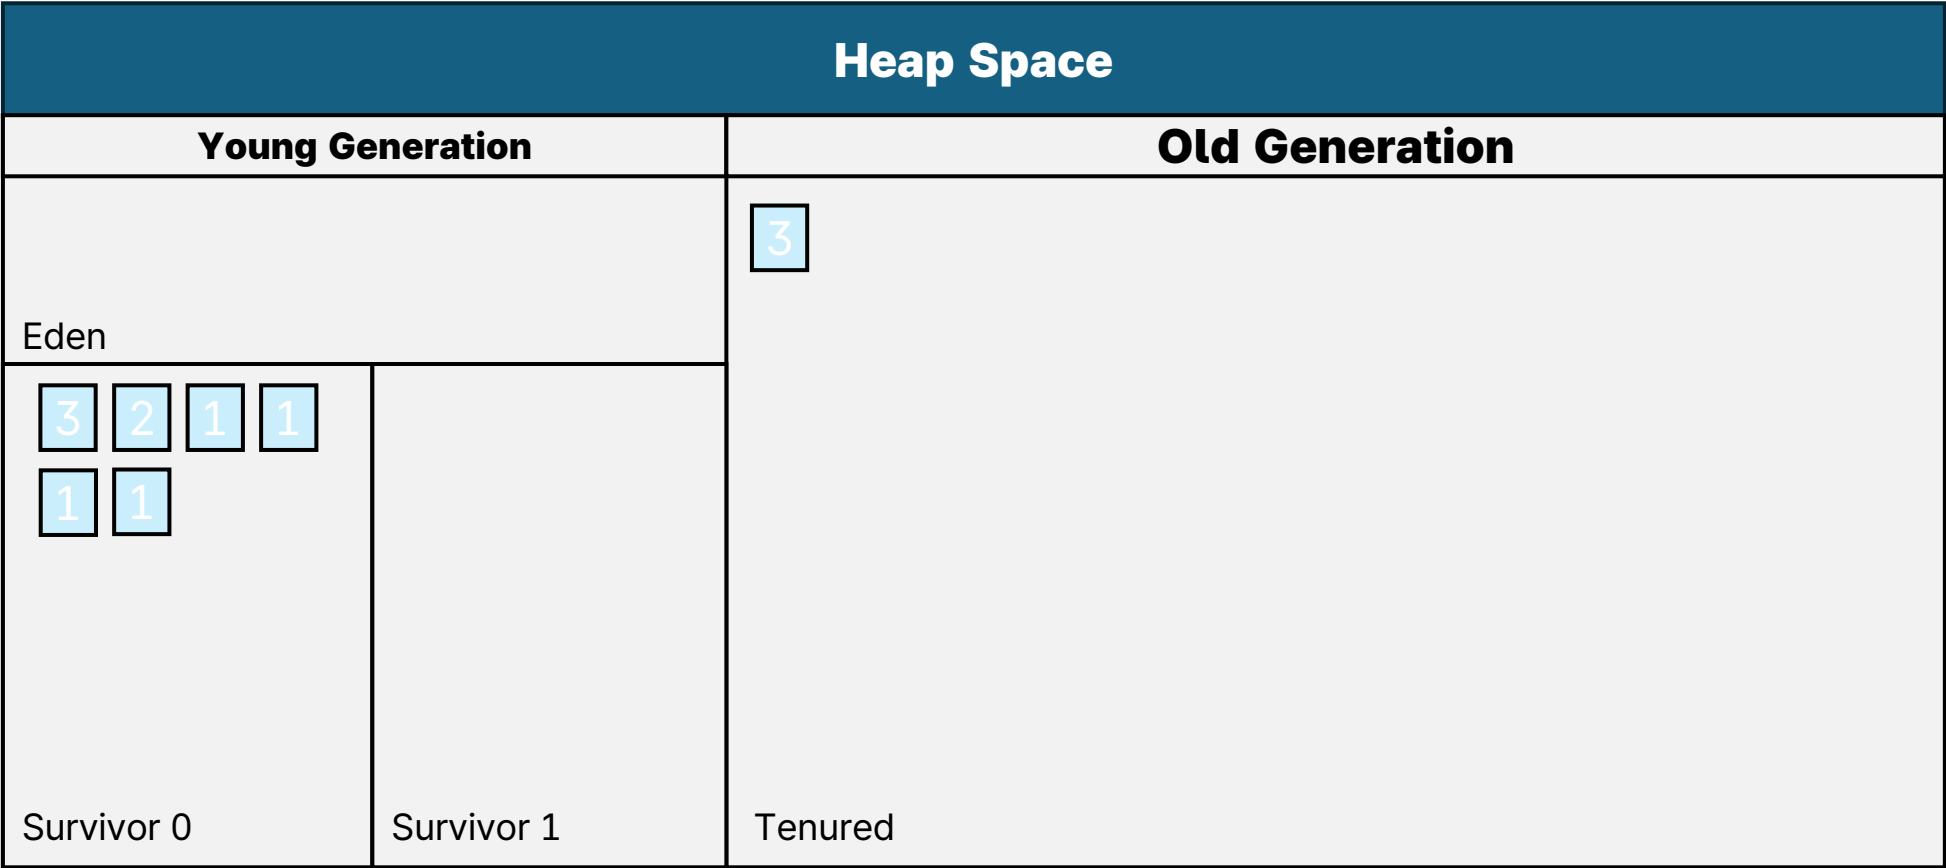 Heap Space
Young Generation
Old Generation
3
Eden
3 2 1 1
1 1
Survivor 0
Survivor 1
Tenured